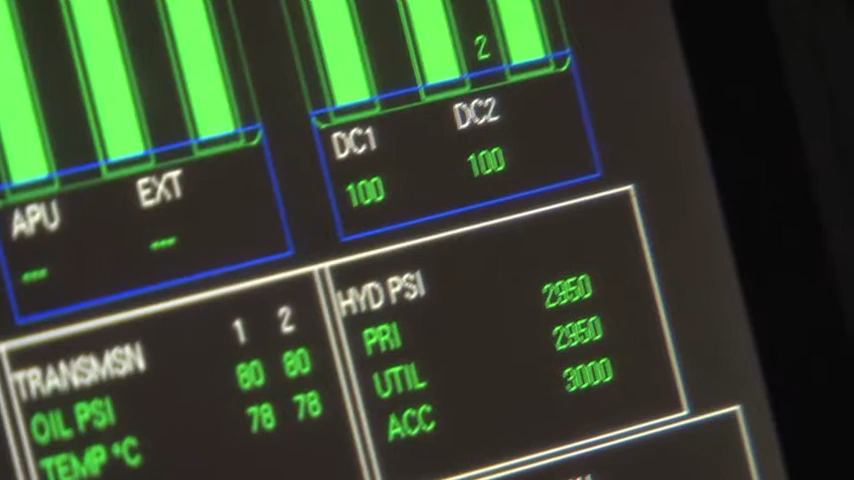 2
DC1 DC2
100 100
APU EXT
--- ---
HYD PSI
PRI 2950
UTIL 2950
ACC 3000
TRANSMSN 1 2
OIL PSI 80 80
TEMP °C 78 78